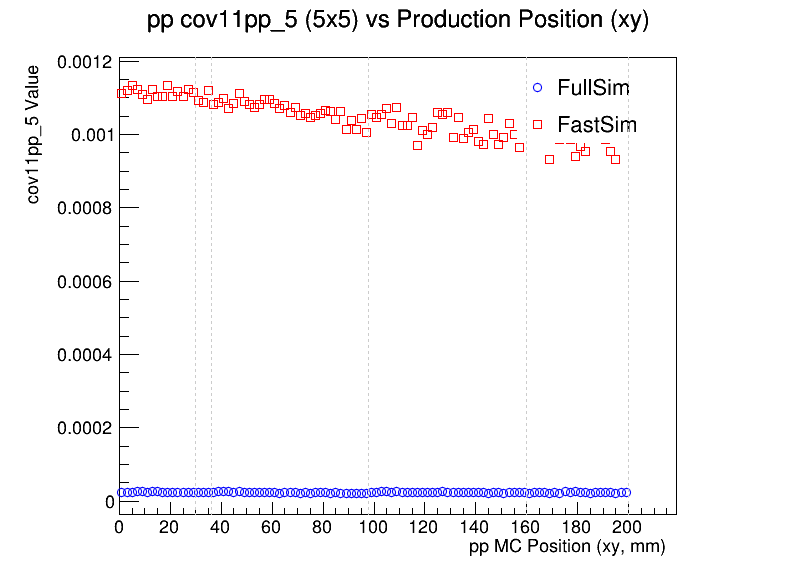 pp cov11pp_5 (5x5) vs Production Position (xy)
cov11pp_5 Value
0.0012
0.001
0.0008
0.0006
0.0004
0.0002
0
FullSim
FastSim
0 20 40 60 80 100 120 140 160 180 200
pp MC Position (xy, mm)